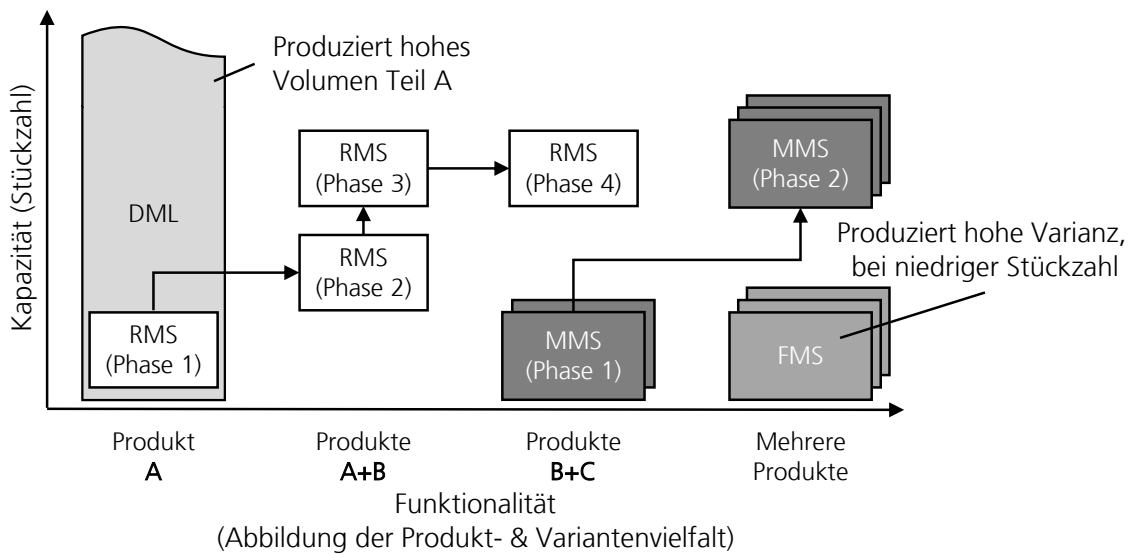 Kapazität (Stückzahl)
Produziert hohes
Volumen Teil A
DML
RMS
(Phase 1)
RMS
(Phase 3)
RMS
(Phase 2)
RMS
(Phase 4)
MMS
(Phase 1)
MMS
(Phase 2)
Produziert hohe Varianz,
bei niedriger Stückzahl
FMS
Produkt
A
Produkte
A+B
Produkte
B+C
Mehrere
Produkte
Funktionalität
(Abbildung der Produkt- & Variantenvielfalt)